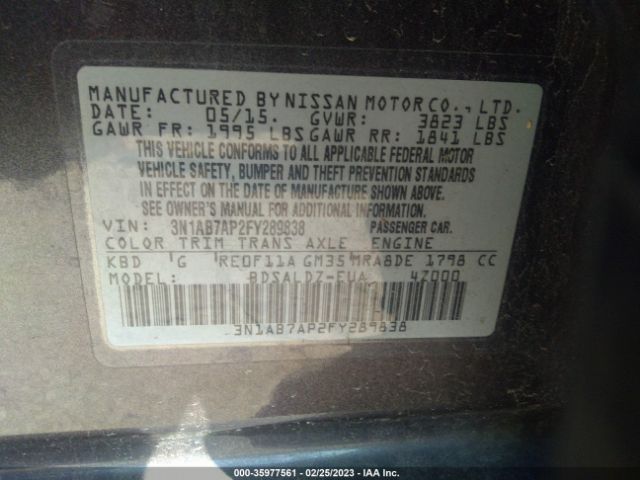 MANUFACTURED BY NISSAN MOTOR CO., LTD.
DATE: 05/15. GVWR: 3823 LBS
GAWR FR: 1995 LBS GAWR RR: 1841 LBS
THIS VEHICLE CONFORMS TO ALL APPLICABLE FEDERAL MOTOR
VEHICLE SAFETY, BUMPER AND THEFT PREVENTION STANDARDS
IN EFFECT ON THE DATE OF MANUFACTURE SHOWN ABOVE.
SEE OWNER'S MANUAL FOR ADDITIONAL INFORMATION.
VIN: 3N1AB7AP2FY289838 PASSENGER CAR.
COLOR TRIM TRANS AXLE ENGINE
KBD G RE0F11A GM35 MRA8DE 1798 CC
MODEL: BDSALDZ-EUA 4Z000
3N1AB7AP2FY289838
000-35977561 - 02/25/2023 - IAA Inc.